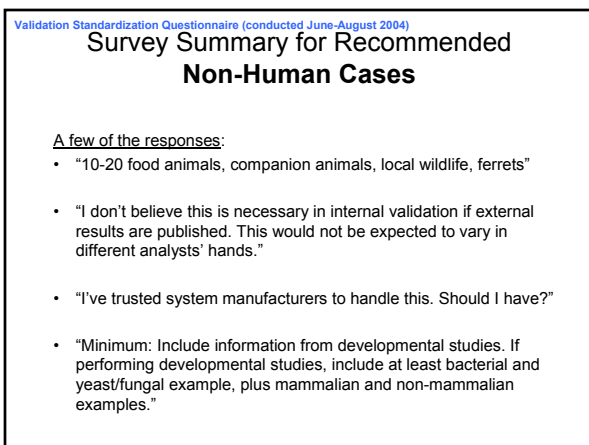 Validation Standardization Questionnaire (conducted June-August 2004)
Survey Summary for Recommended
Non-Human Cases
A few of the responses:
• “10-20 food animals, companion animals, local wildlife, ferrets”
• “I don’t believe this is necessary in internal validation if external
results are published. This would not be expected to vary in
different analysts’ hands.”
• “I’ve trusted system manufacturers to handle this. Should I have?”
• “Minimum: Include information from developmental studies. If
performing developmental studies, include at least bacterial and
yeast/fungal example, plus mammalian and non-mammalian
examples.”